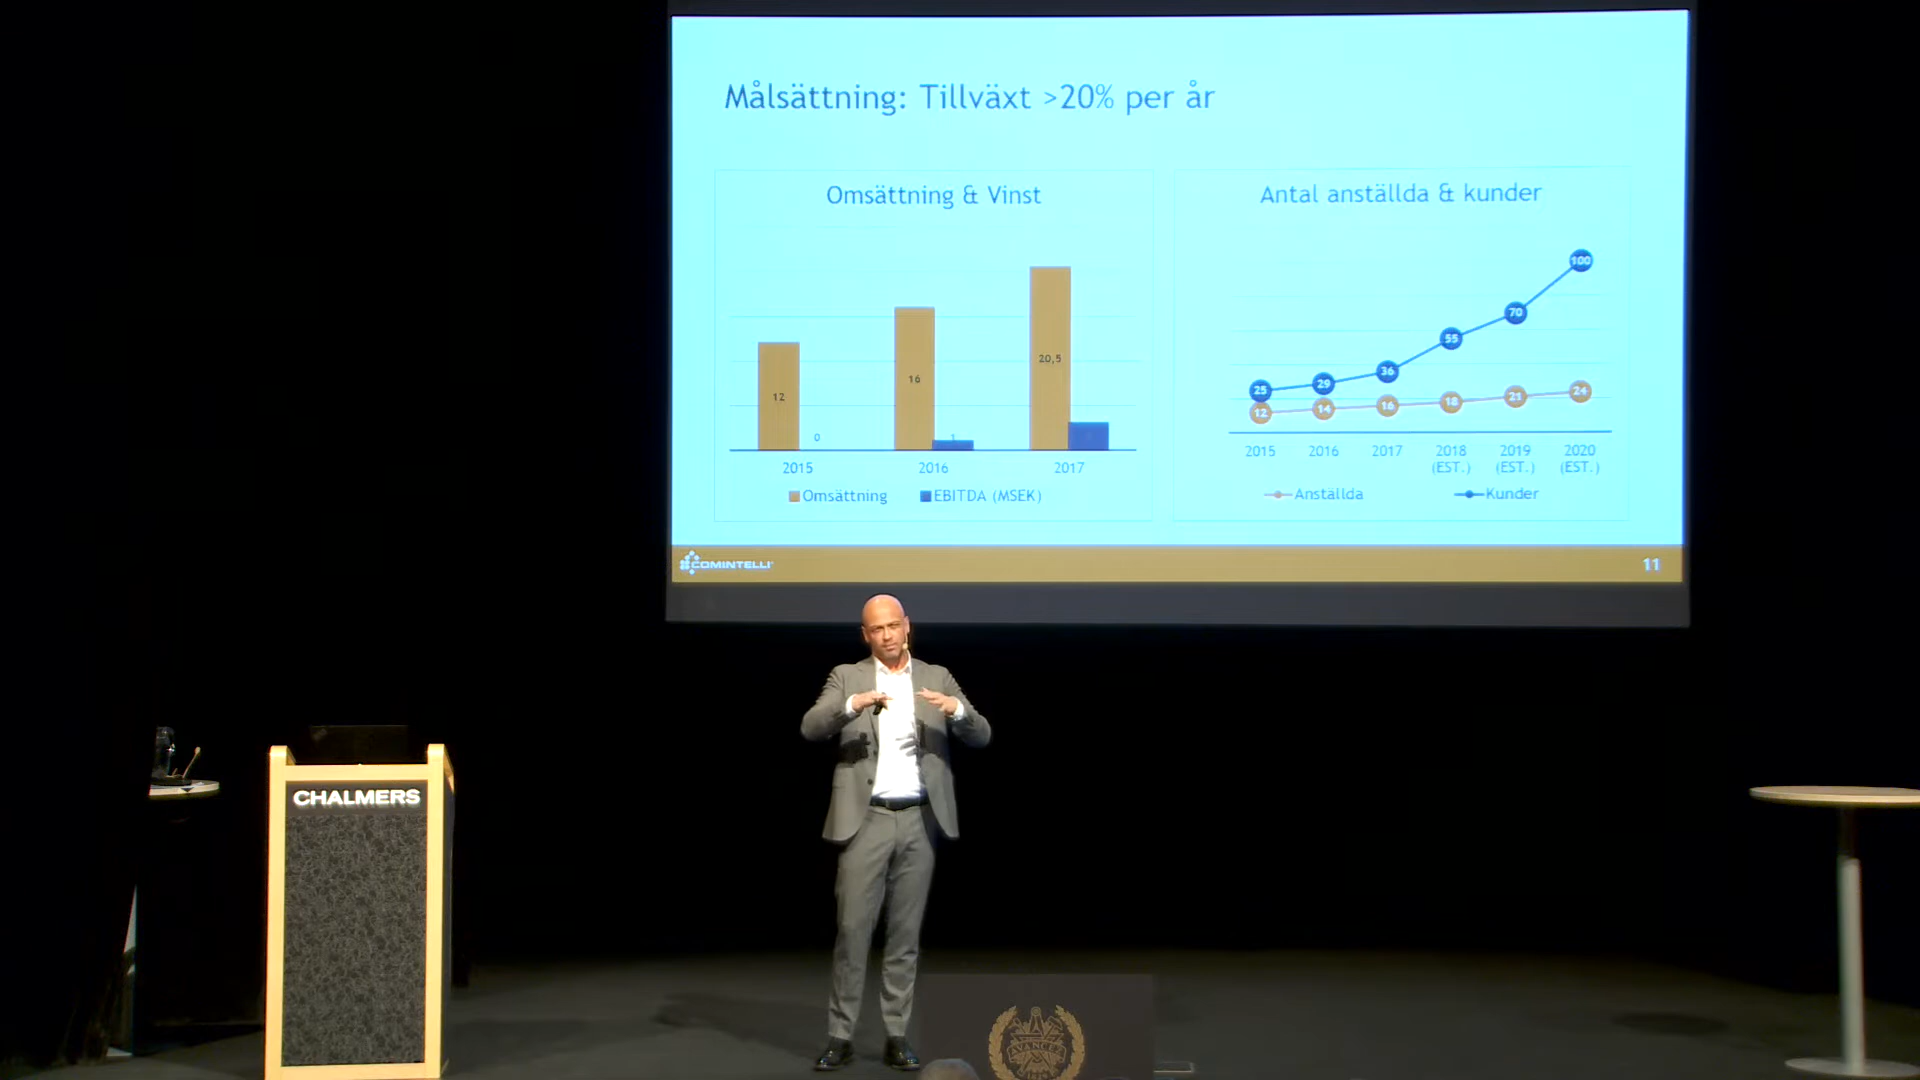 Målsättning: Tillväxt >20% per år
Omsättning & Vinst
12
0
16
1
20,5
2015
2016
2017
Omsättning
EBITDA (MSEK)
Antal anställda & kunder
25
29
36
55
70
100
12
14
16
18
21
24
2015
2016
2017
2018
(EST.)
2019
(EST.)
2020
(EST.)
Anställda
Kunder
COMINTELLI
11
CHALMERS
AVANCEZ